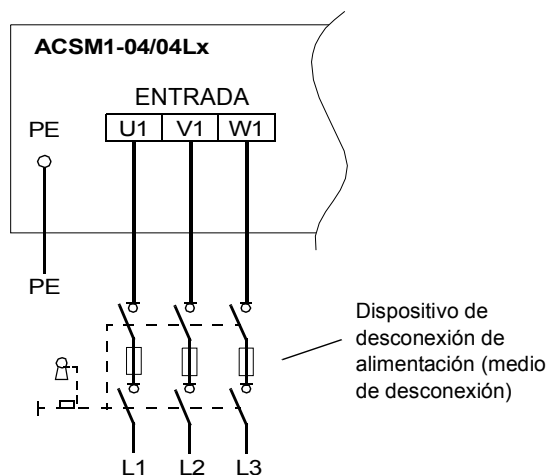 ACSM1-04/04Lx
ENTRADA
PE
U1 V1 W1
PE
Dispositivo de
desconexión de
alimentación (medio
de desconexión)
L1 L2 L3